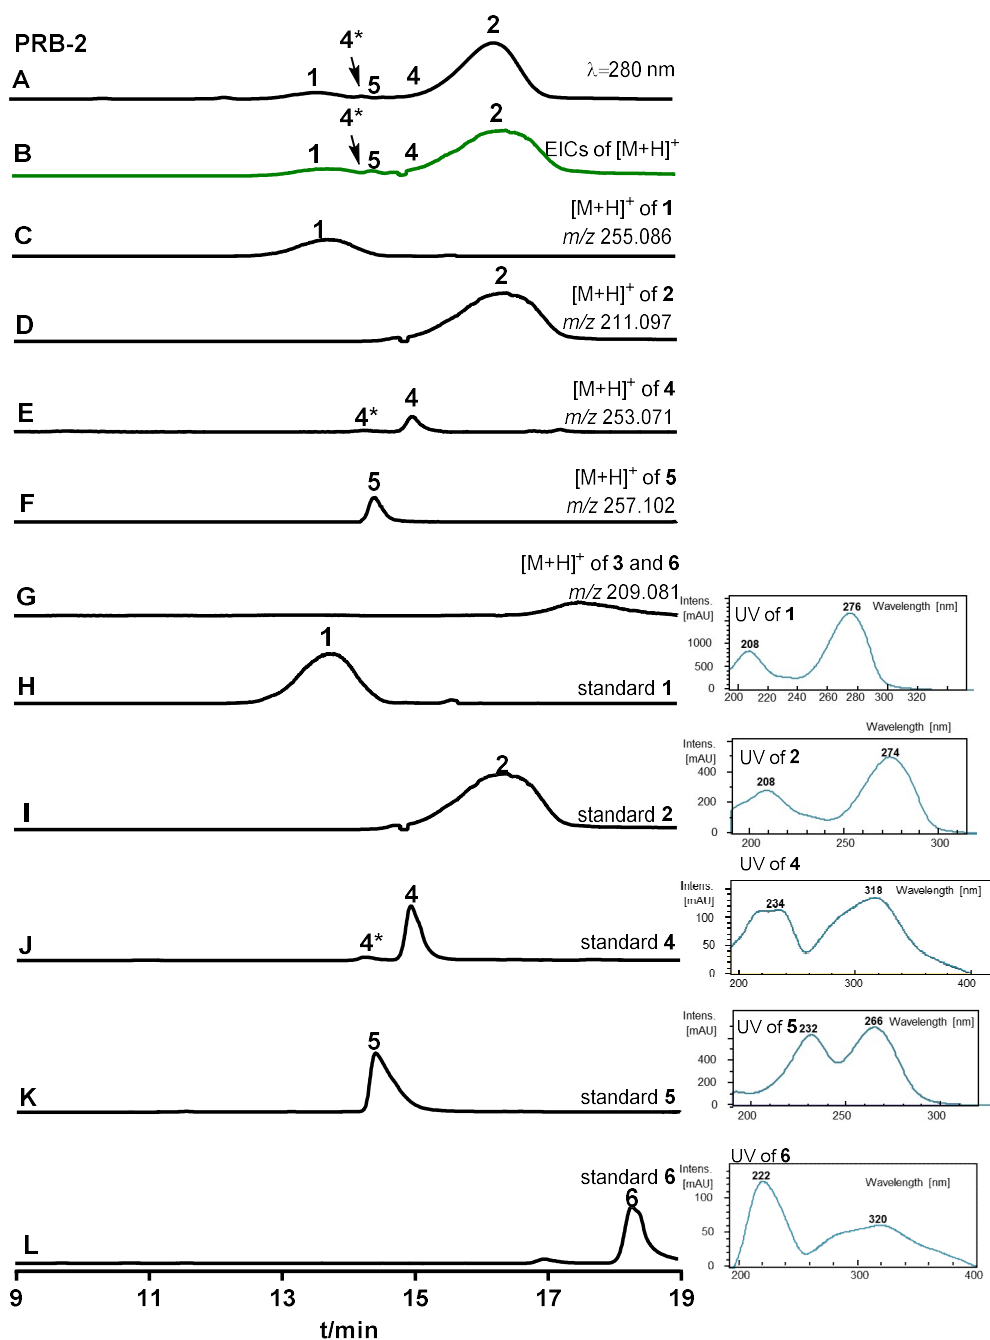 PRB-2
A 1 4* 5 4 2 λ=280 nm
B 1 4* 5 4 2 EICs of [M+H]+
C 1 [M+H]+ of 1
m/z 255.086
D 2 [M+H]+ of 2
m/z 211.097
E 4* 4 [M+H]+ of 4
m/z 253.071
F 5 [M+H]+ of 5
m/z 257.102
G [M+H]+ of 3 and 6
m/z 209.081
H 1 standard 1
I 2 standard 2
J 4* 4 standard 4
K 5 standard 5
L 6 standard 6
9 11 13 15 17 19
t/min
Intens.
[mAU]
UV of 1
Wavelength [nm]
208 276
1000
500
0
200 220 240 260 280 300 320
Wavelength [nm]
Intens.
[mAU]
UV of 2
208 274
400
200
0
200 250 300
UV of 4
Intens.
[mAU]
234 318 Wavelength [nm]
100
50
0
200 300 400
Intens.
[mAU]
UV of 5
232 266 Wavelength [nm]
400
200
0
200 250 300
UV of 6
Intens.
[mAU]
222 320
Wavelength [nm]
100
50
0
200 300 400